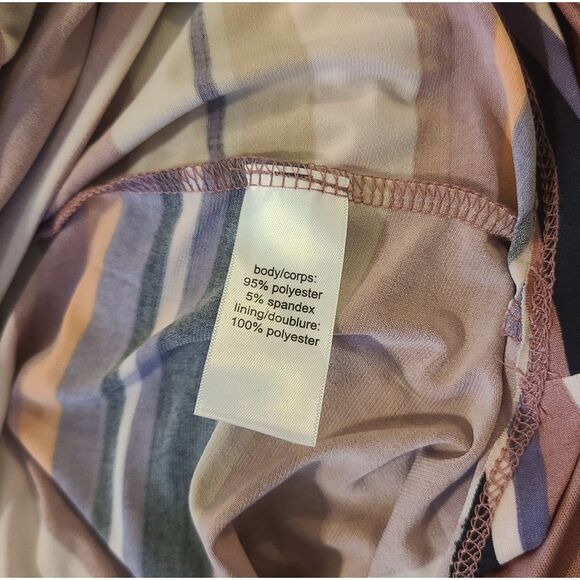 body/corps:
95% polyester
5% spandex
lining/doublure:
100% polyester